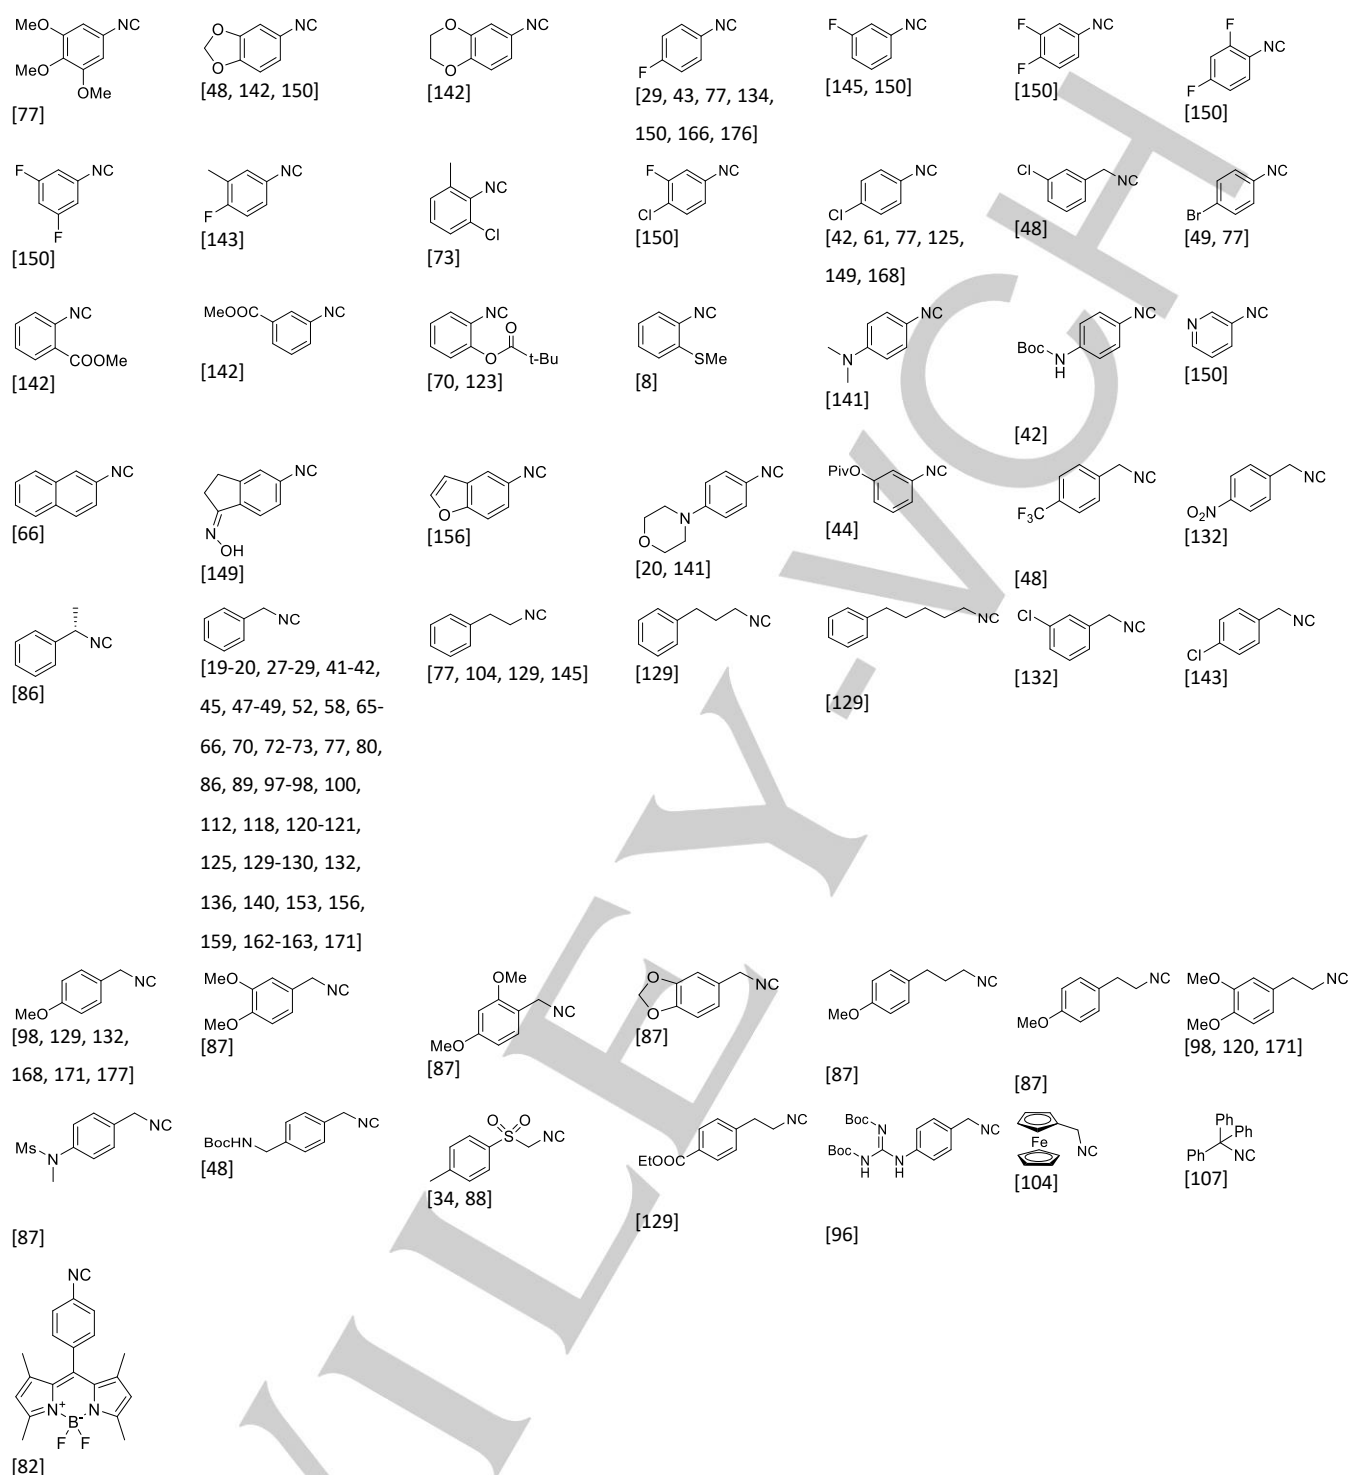 NC
MeO
MeO
OMe
[77]
O
O
NC
[48, 142, 150]
O
O
NC
[142]
NC
F
[29, 43, 77, 134,
150, 166, 176]
F
NC
[145, 150]
F
F
NC
[150]
F
F
NC
[150]
F
F
NC
[150]
F
NC
[143]
NC
Cl
[73]
F
Cl
NC
[150]
NC
Cl
[42, 61, 77, 125,
149, 168]
Cl
NC
[48]
NC
Br
[49, 77]
NC
COOMe
[142]
MeOOC
NC
[142]
NC
O
O
t-Bu
[70, 123]
NC
SMe
[8]
NC
N
[141]
NC
Boc
N
H
[42]
N
NC
[150]
NC
[66]
NC
N
OH
[149]
NC
O
[156]
NC
N
O
[20, 141]
PivO
NC
[44]
NC
F3C
[48]
NC
O2N
[132]
NC
[86]
NC
[19-20, 27-29, 41-42,
45, 47-49, 52, 58, 65-
66, 70, 72-73, 77, 80,
86, 89, 97-98, 100,
112, 118, 120-121,
125, 129-130, 132,
136, 140, 153, 156,
159, 162-163, 171]
NC
[77, 104, 129, 145]
NC
[129]
NC
[129]
Cl
NC
[132]
NC
Cl
[143]
NC
MeO
[98, 129, 132,
168, 171, 177]
MeO
MeO
NC
[87]
OMe
NC
MeO
[87]
O
O
NC
[87]
NC
MeO
[87]
NC
MeO
[87]
MeO
MeO
NC
[98, 120, 171]
NC
Ms
N
[87]
NC
BocHN
[48]
O O
S
NC
[34, 88]
NC
EtOOC
[129]
Boc
N
Boc
N
H
N
H
NC
[96]
Fe
NC
[104]
Ph
Ph
Ph
NC
[107]
NC
N+
B-
N
F F
[82]
WILEY-VCH